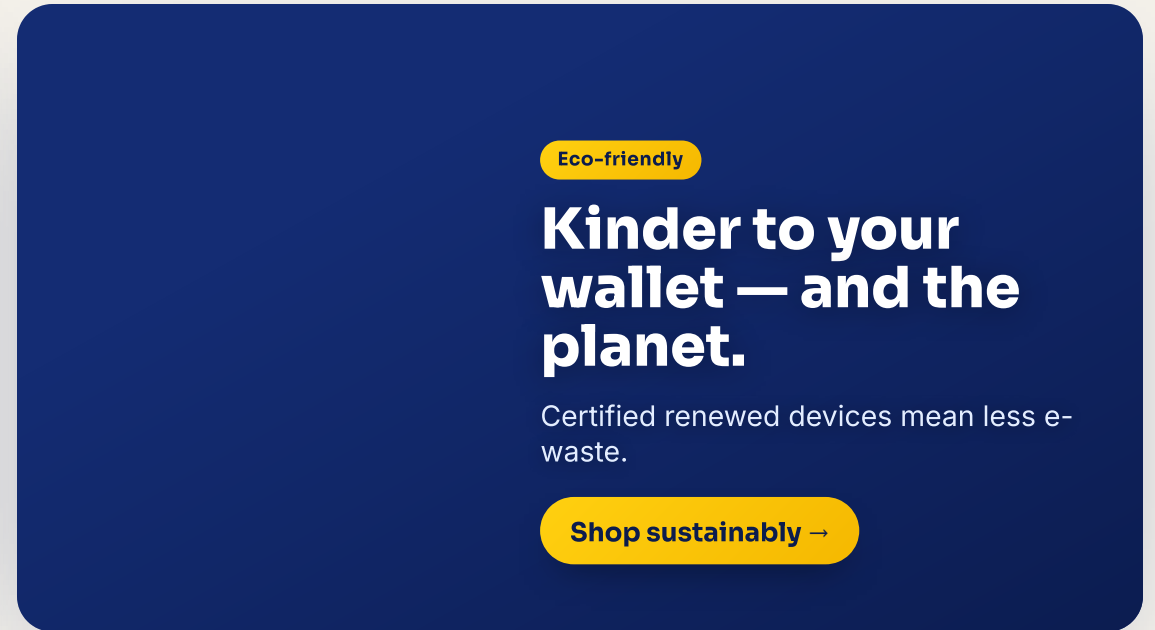 Eco-friendly
Kinder to your
wallet — and the
planet.
Certified renewed devices mean less e-
waste.
Shop sustainably →